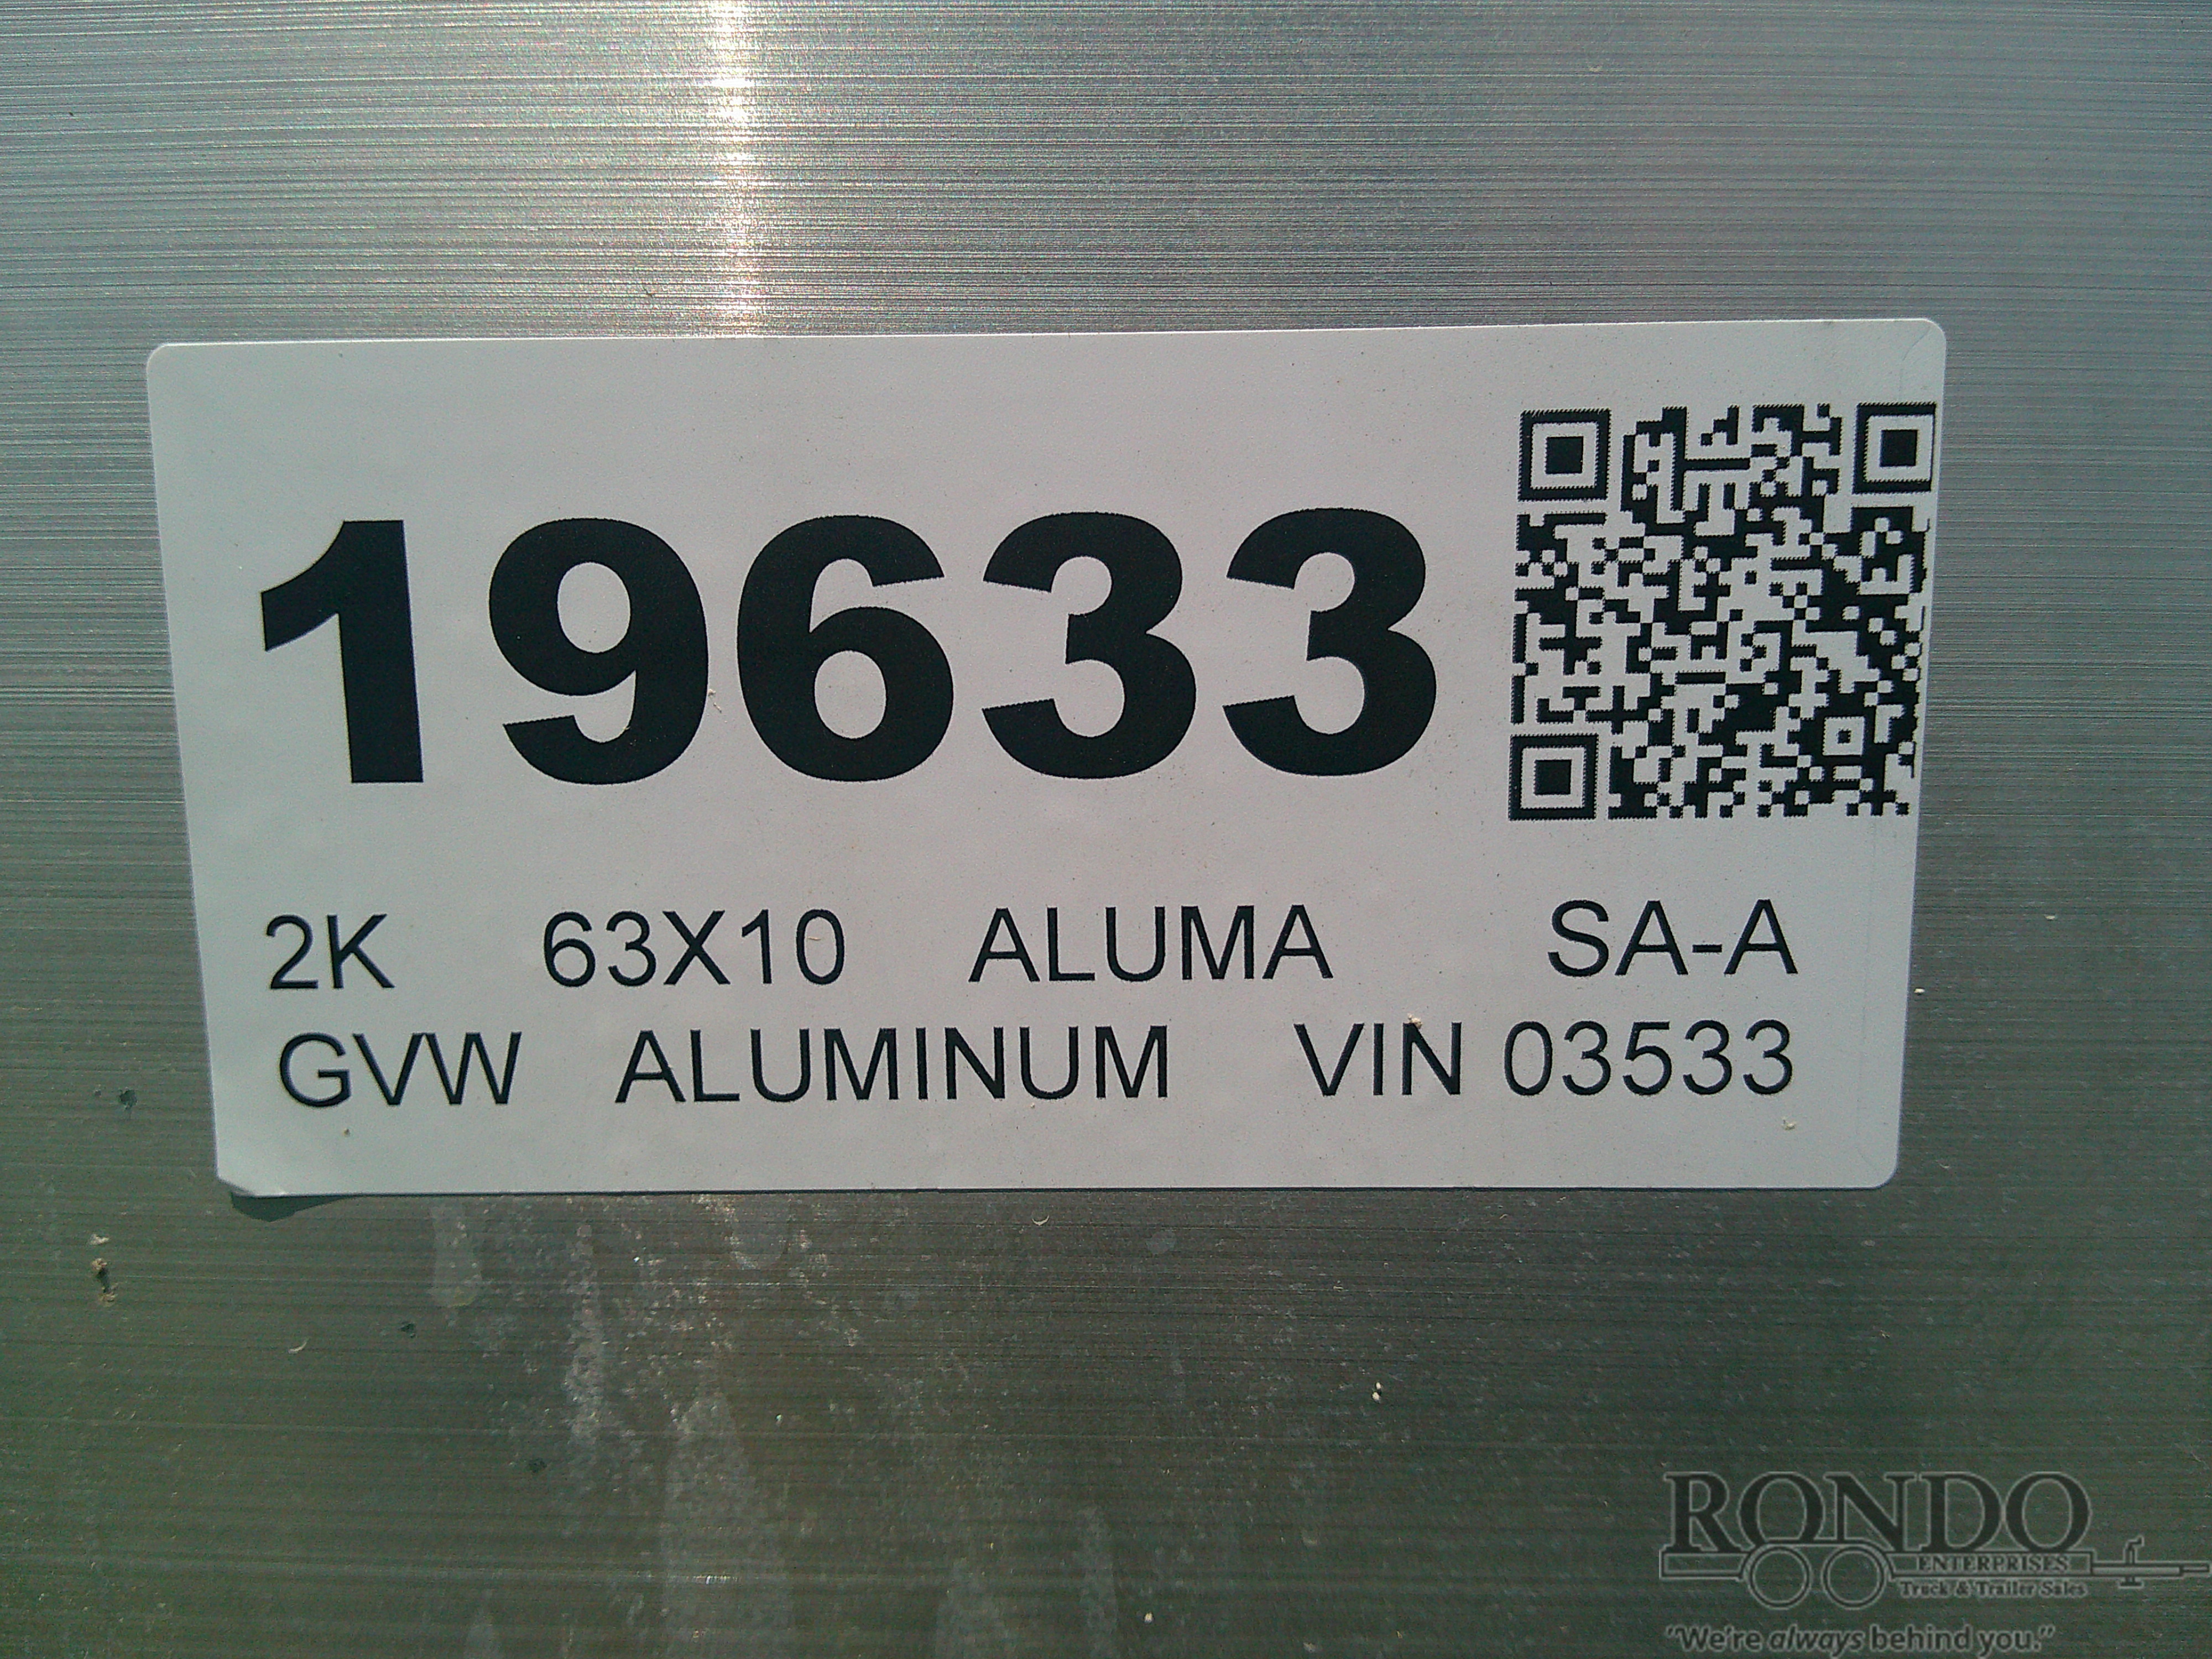 19633
2K 63X10 ALUMA SA-A
GVW ALUMINUM VIN 03533
RONDO
ENTERPRISES
Truck & Trailer Sales
"We're always behind you."